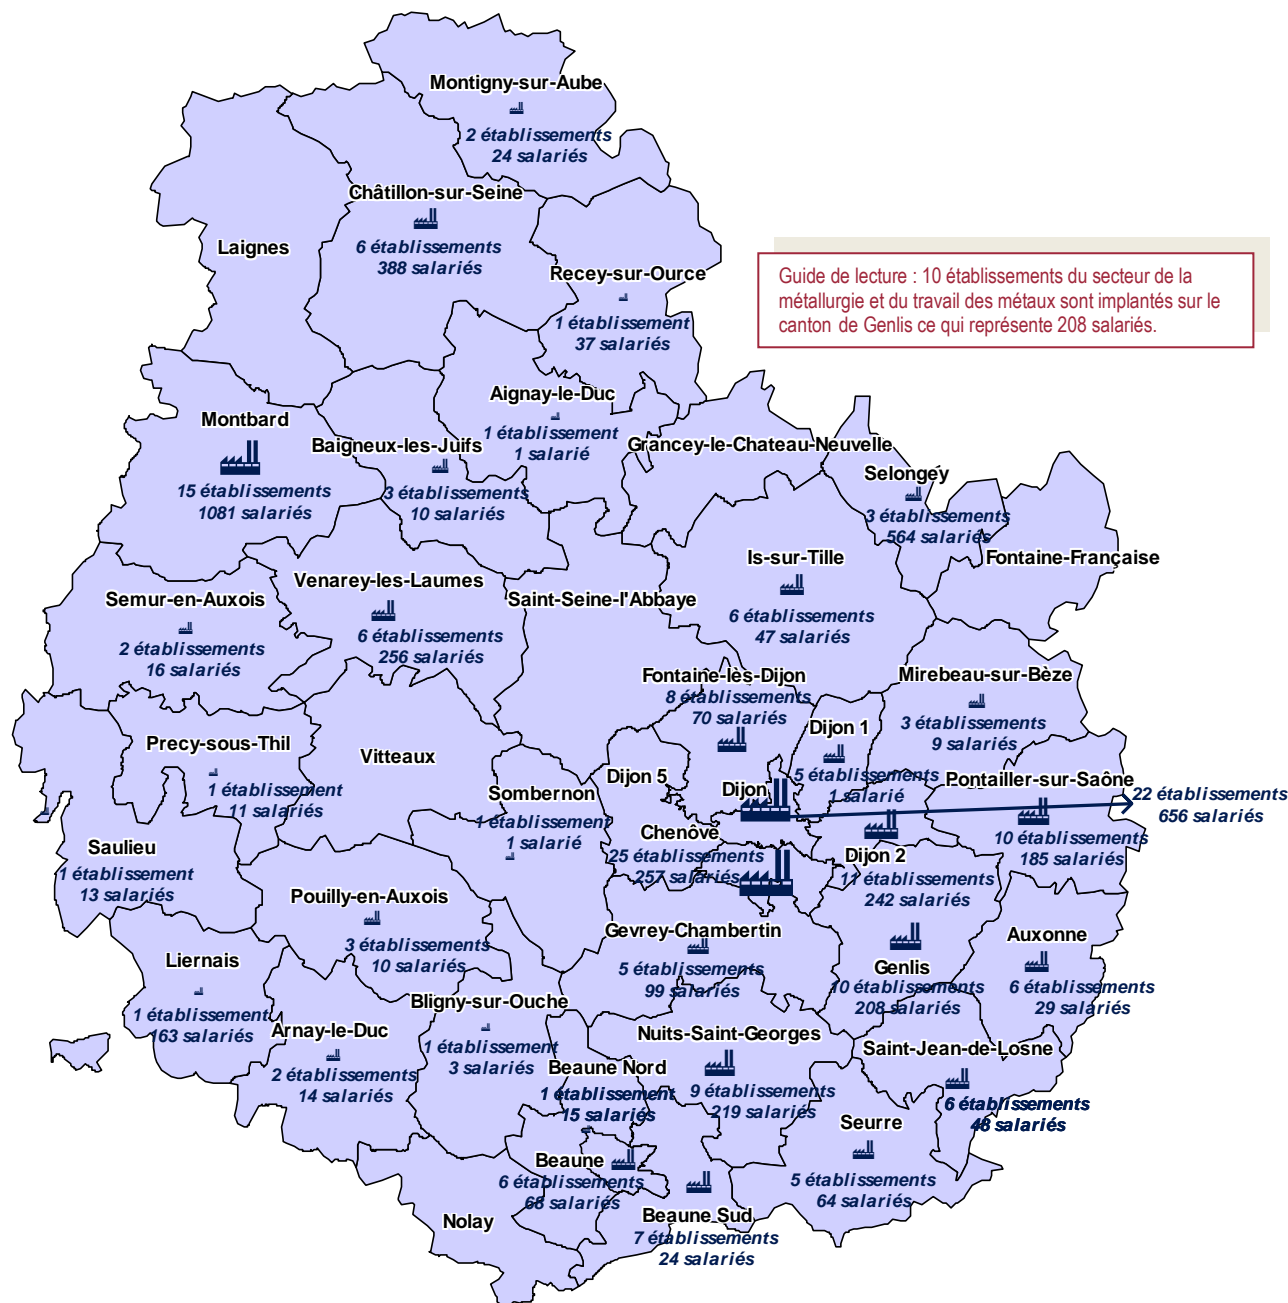 Montigny-sur-Aube
2 établissements
24 salariés
Châtillon-sur-Seine
6 établissements
388 salariés
Laignes
Recey-sur-Ource
1 établissement
37 salariés
Guide de lecture : 10 établissements du secteur de la
métallurgie et du travail des métaux sont implantés sur le
canton de Genlis ce qui représente 208 salariés.
Aignay-le-Duc
1 établissement
1 salarié
Montbard
15 établissements
1081 salariés
Baigneux-les-Juifs
3 établissements
10 salariés
Grancey-le-Chateau-Neuvelle
Selongey
3 établissements
564 salariés
Is-sur-Tille
6 établissements
47 salariés
Fontaine-Française
Venarey-les-Laumes
6 établissements
256 salariés
Saint-Seine-l'Abbaye
Semur-en-Auxois
2 établissements
16 salariés
Fontaine-lès-Dijon
8 établissements
70 salariés
Mirebeau-sur-Bèze
3 établissements
9 salariés
Dijon 1
5 établissements
1 salarié
Precy-sous-Thil
1 établissement
11 salariés
Vitteaux
Dijon 5
Dijon
22 établissements
656 salariés
Pontailler-sur-Saône
10 établissements
185 salariés
Sombernon
1 établissement
1 salarié
Chenôve
25 établissements
257 salariés
Dijon 2
11 établissements
242 salariés
Saulieu
1 établissement
13 salariés
Pouilly-en-Auxois
3 établissements
10 salariés
Gevrey-Chambertin
5 établissements
99 salariés
Genlis
10 établissements
208 salariés
Auxonne
6 établissements
29 salariés
Liernais
1 établissement
163 salariés
Arnay-le-Duc
2 établissements
14 salariés
Bligny-sur-Ouche
1 établissement
3 salariés
Nuits-Saint-Georges
9 établissements
219 salariés
Saint-Jean-de-Losne
6 établissements
48 salariés
Beaune Nord
1 établissement
15 salariés
Seurre
5 établissements
64 salariés
Beaune
6 établissements
68 salariés
Beaune Sud
7 établissements
24 salariés
Nolay